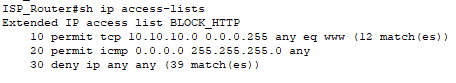 ISP_Router#sh ip access-lists
Extended IP access list BLOCK_HTTP
10 permit tcp 10.10.10.0 0.0.0.255 any eq www (12 match(es))
20 permit icmp 0.0.0.0 255.255.255.0 any
30 deny ip any any (39 match(es))